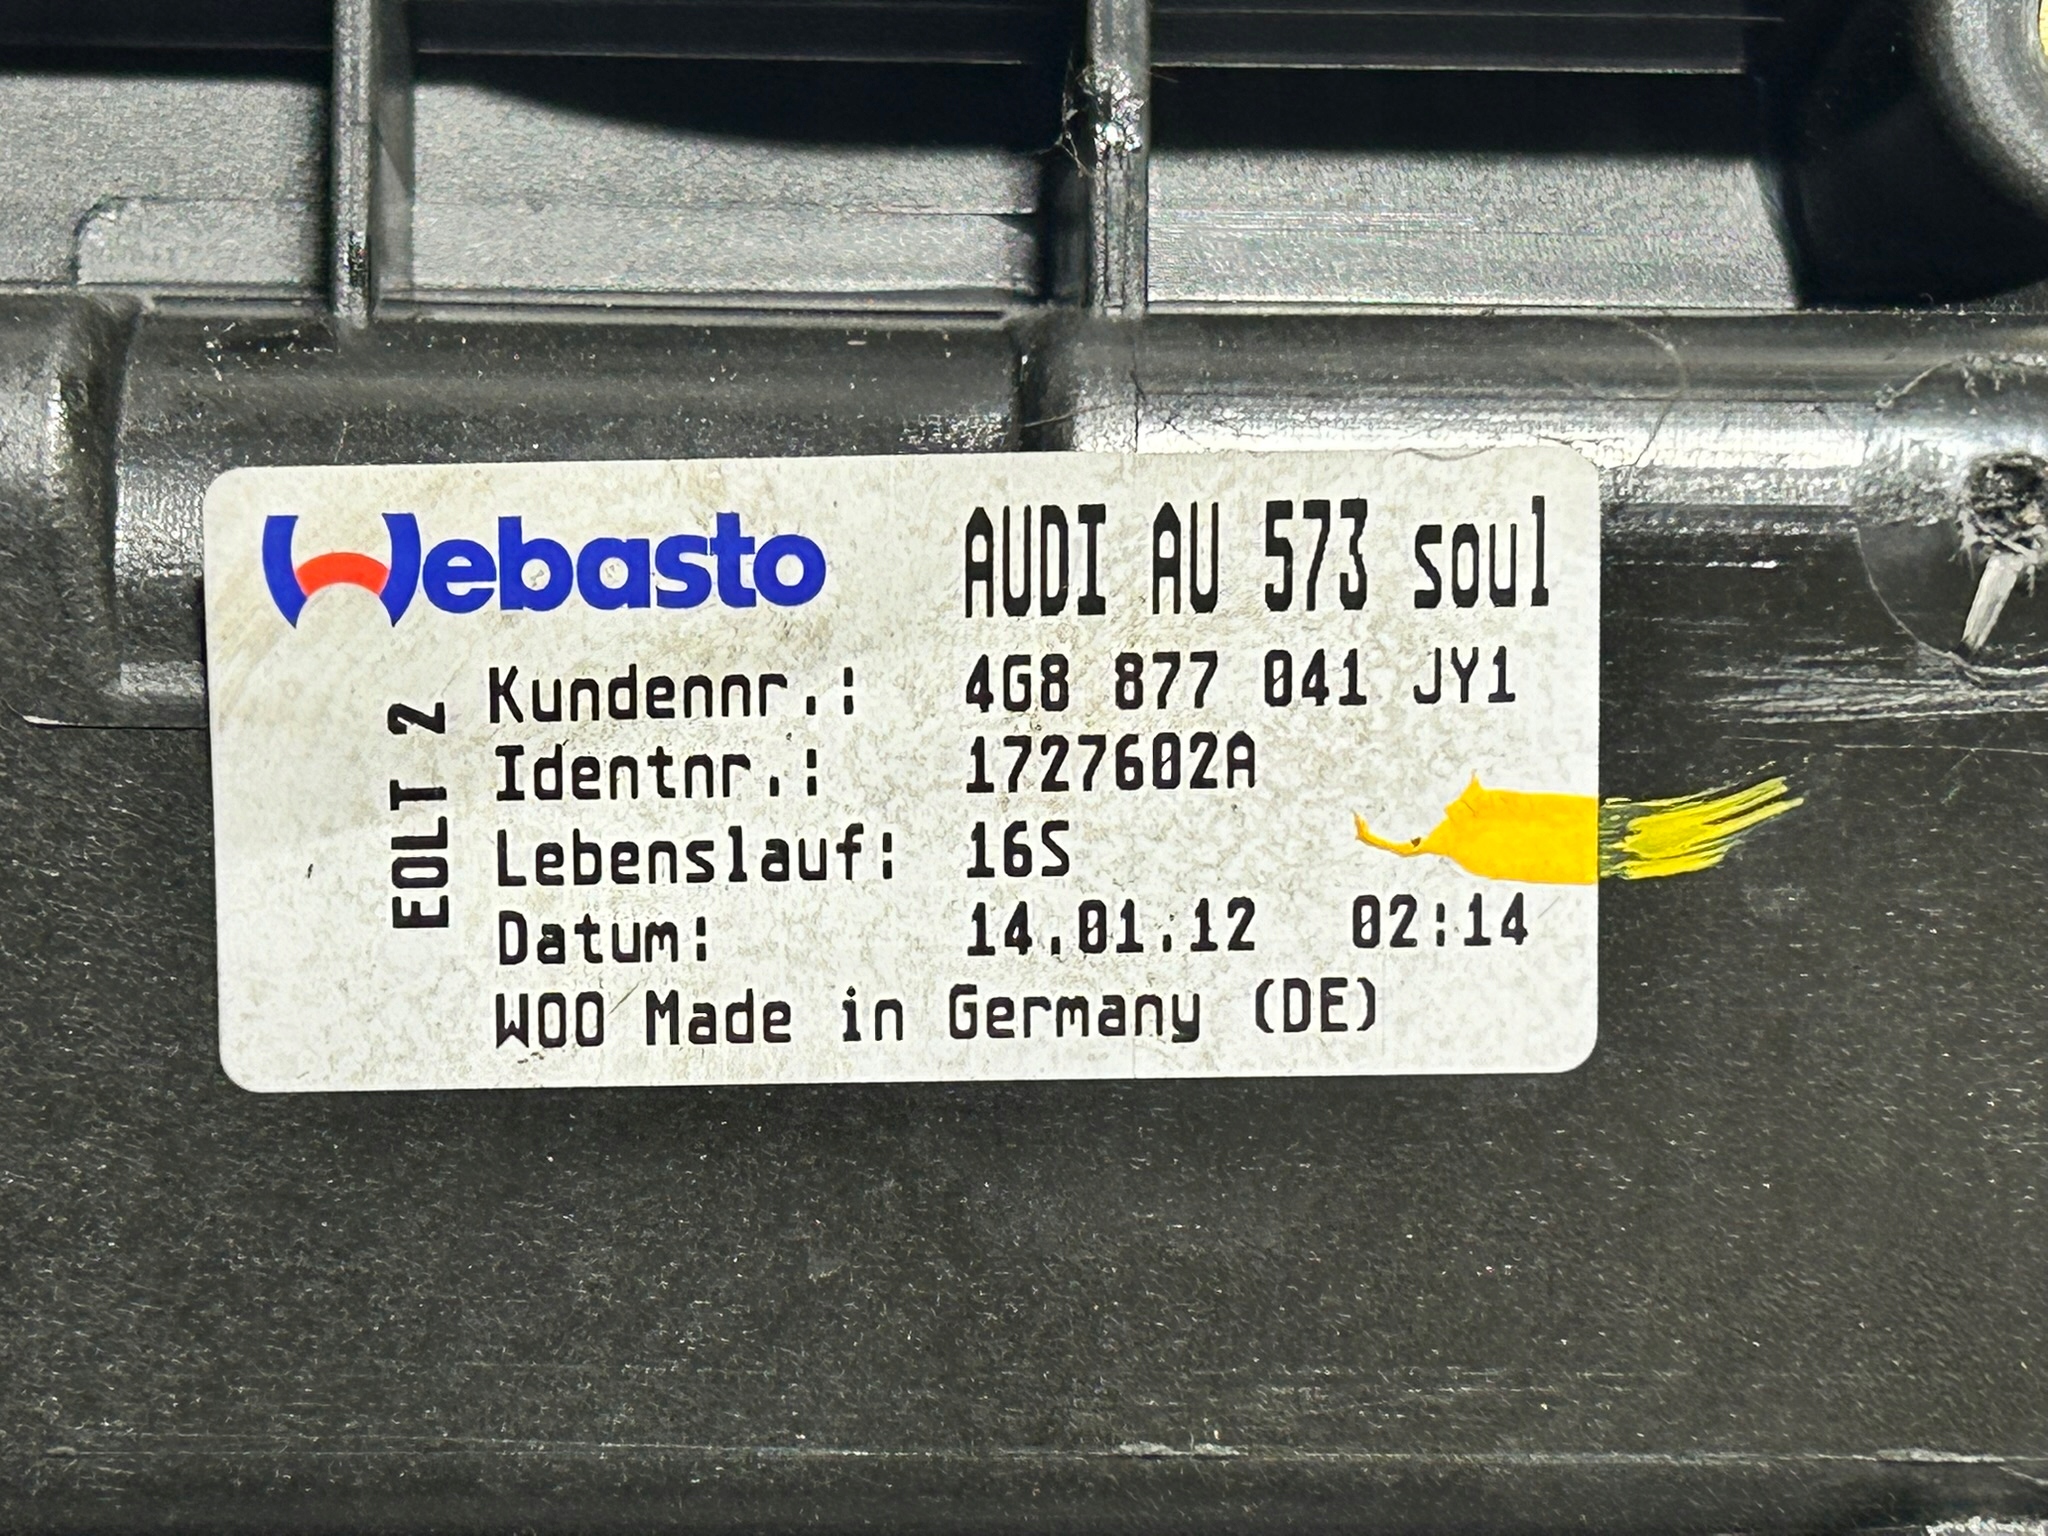 Webasto AUDI AU 573 soul
EOLT 2
Kundennr.: 4G8 877 041 JY1
Identnr.: 1727602A
Lebenslauf: 16S
Datum: 14.01.12 02:14
WOO Made in Germany (DE)